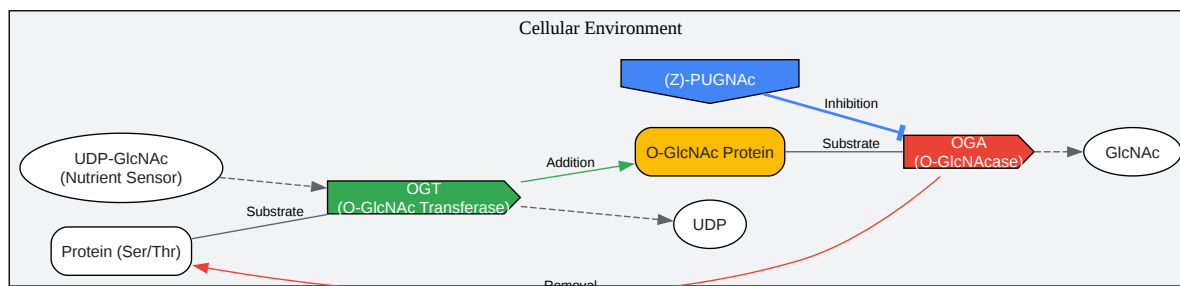 Cellular Environment
(Z)-PUGNAc
Inhibition
UDP-GlcNAc
(Nutrient Sensor)
Addition
O-GlcNAc Protein
Substrate
OGA
(O-GlcNAcase)
GlcNAc
OGT
(O-GlcNAc Transferase)
Substrate
UDP
Protein (Ser/Thr)
Removal